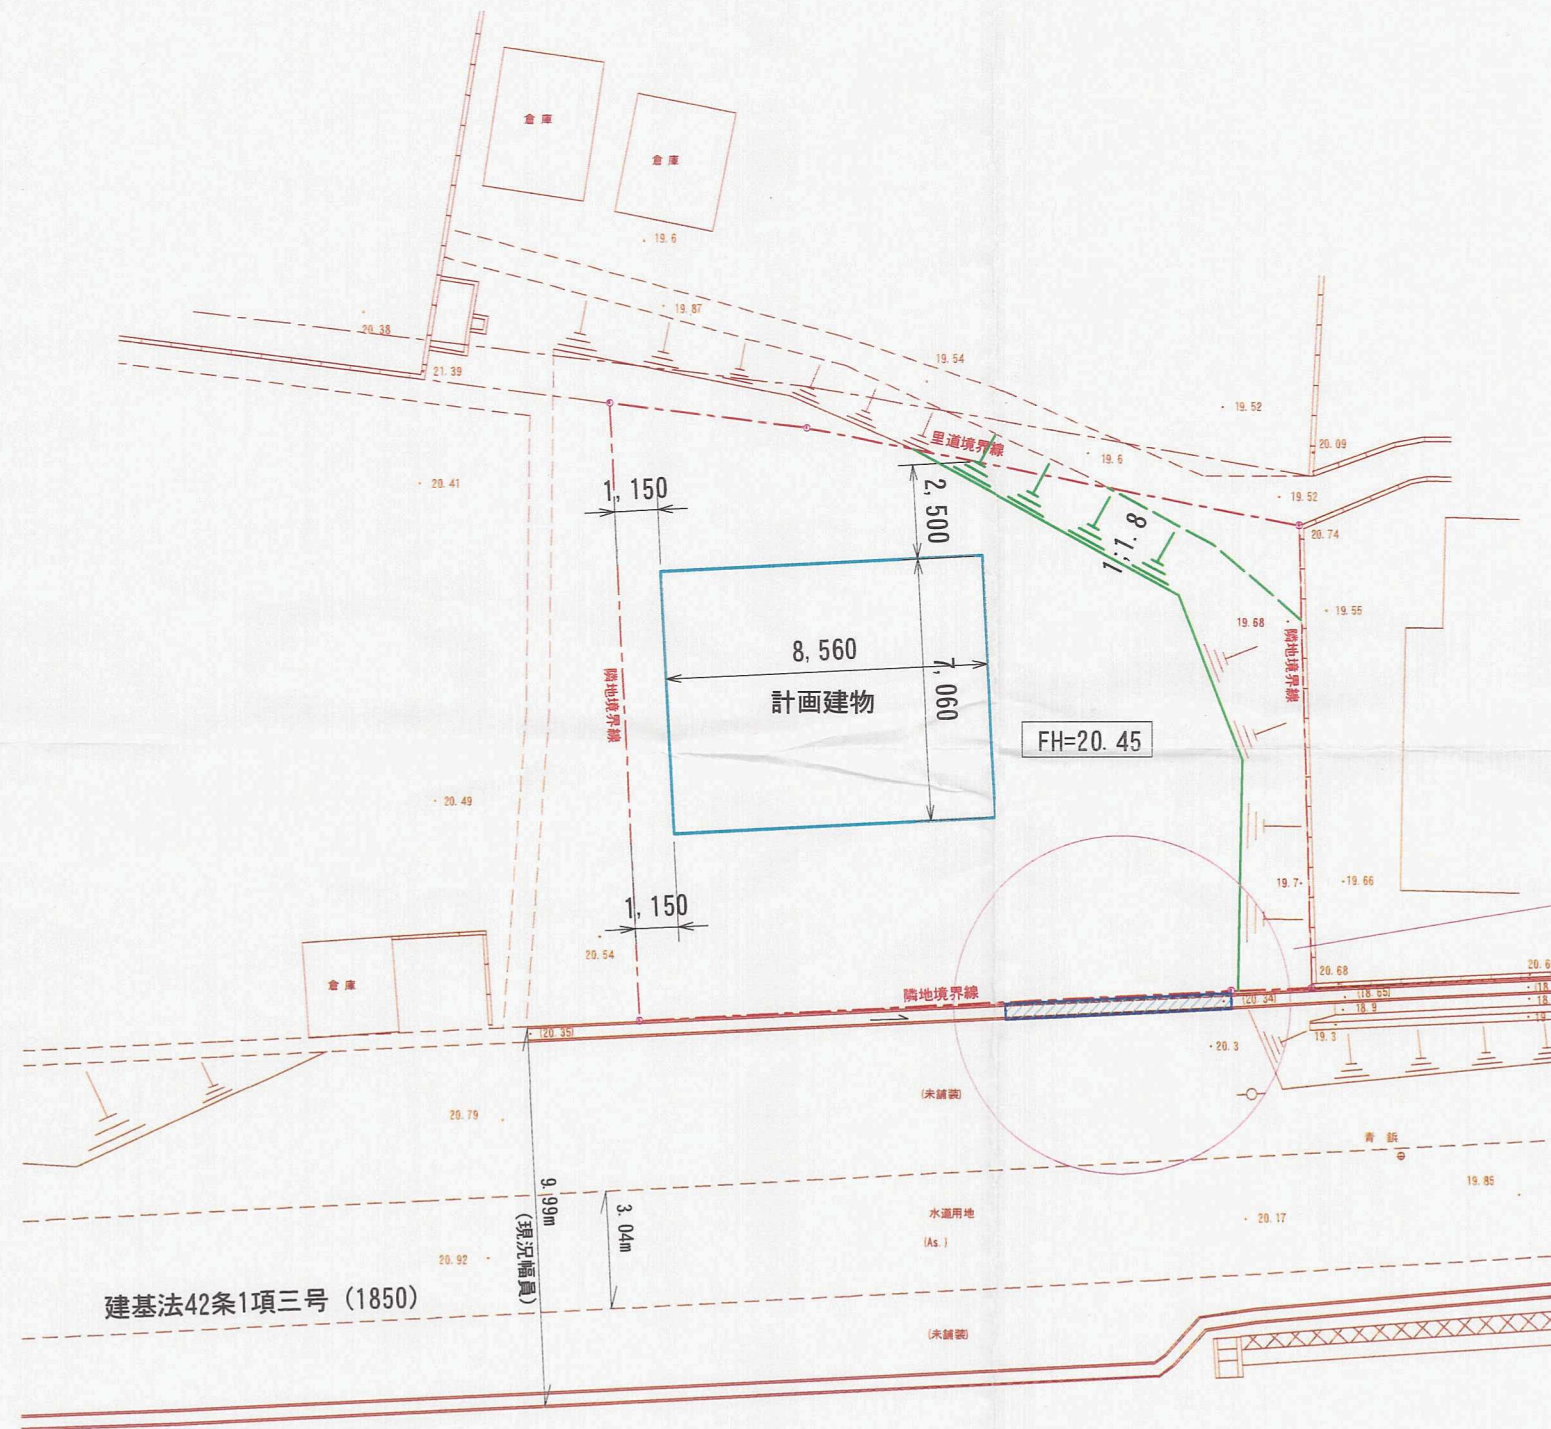 倉庫
倉庫
19.6
19.87
20.38
21.39
19.54
19.52
20.09
里道境界線
19.6
19.52
20.74
20.41
1,150
2,500
1:1.8
19.55
19.68
隣地境界線
8,560
7,060
計画建物
隣地境界線
FH=20.45
20.49
19.7
19.66
1,150
20.54
20.68
倉庫
隣地境界線
(20.34)
(18.65)
18.9
(20.35)
20.3
19.3
20.79
(未舗装)
青鋲
9.99m
(現況幅員)
3.04m
水道用地
(As.)
19.85
20.17
20.92
建基法42条1項三号 (1850)
(未舗装)